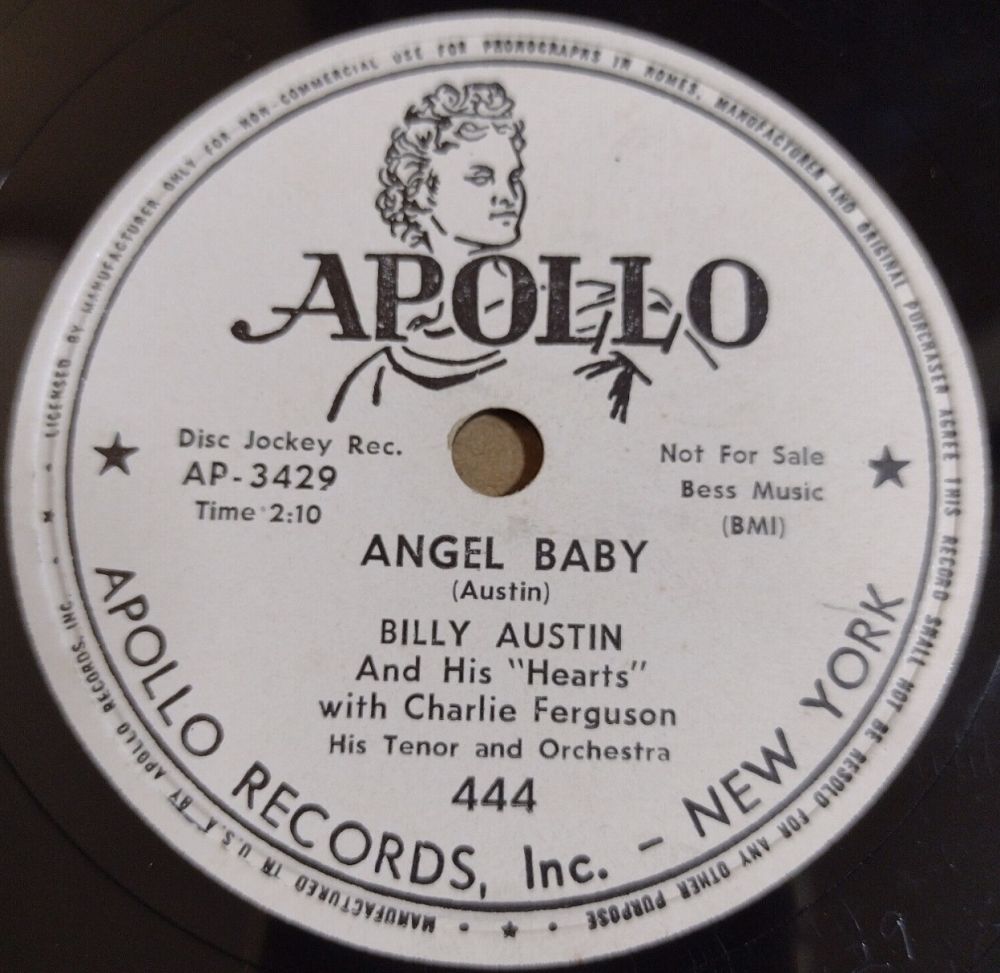 LICENSED BY MANUFACTURER ONLY FOR NON-COMMERCIAL USE FOR PHONOGRAPHS IN HOMES. MANUFACTURER AND ORIGINAL PURCHASER AGREE THIS RECORD SHALL NOT BE RESOLD FOR ANY OTHER PURPOSE
APOLLO
Disc Jockey Rec.
AP-3429
Time 2:10
Not For Sale
Bess Music
(BMI)
ANGEL BABY
(Austin)
BILLY AUSTIN
And His "Hearts"
with Charlie Ferguson
His Tenor and Orchestra
444
APOLLO RECORDS, Inc. - NEW YORK
MANUFACTURED IN U.S.A. BY APOLLO RECORDS, INC.